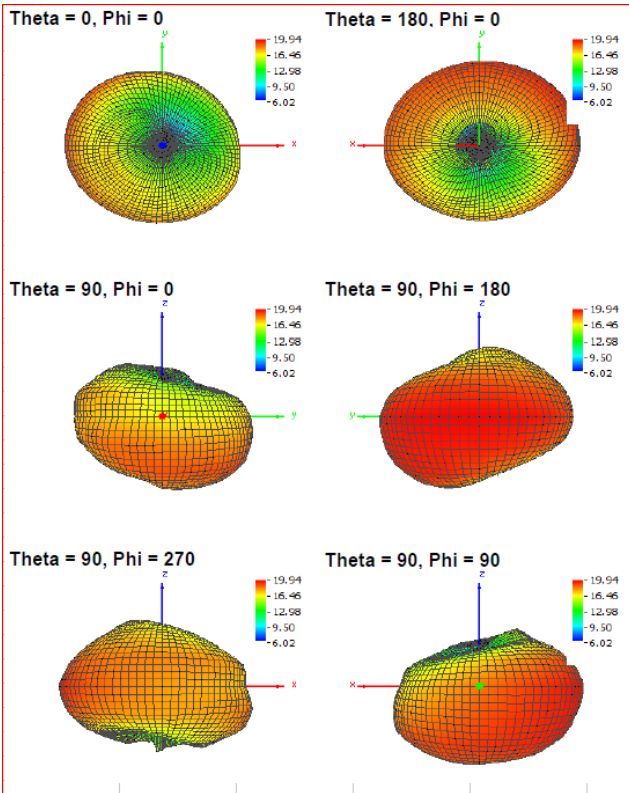 Theta = 0, Phi = 0
y
19.94
16.46
12.98
9.50
6.02
x
Theta = 180, Phi = 0
y
19.94
16.46
12.98
9.50
6.02
x
Theta = 90, Phi = 0
z
19.94
16.46
12.98
9.50
6.02
y
Theta = 90, Phi = 180
z
19.94
16.46
12.98
9.50
6.02
y
Theta = 90, Phi = 270
z
19.94
16.46
12.98
9.50
6.02
x
Theta = 90, Phi = 90
z
19.94
16.46
12.98
9.50
6.02
x